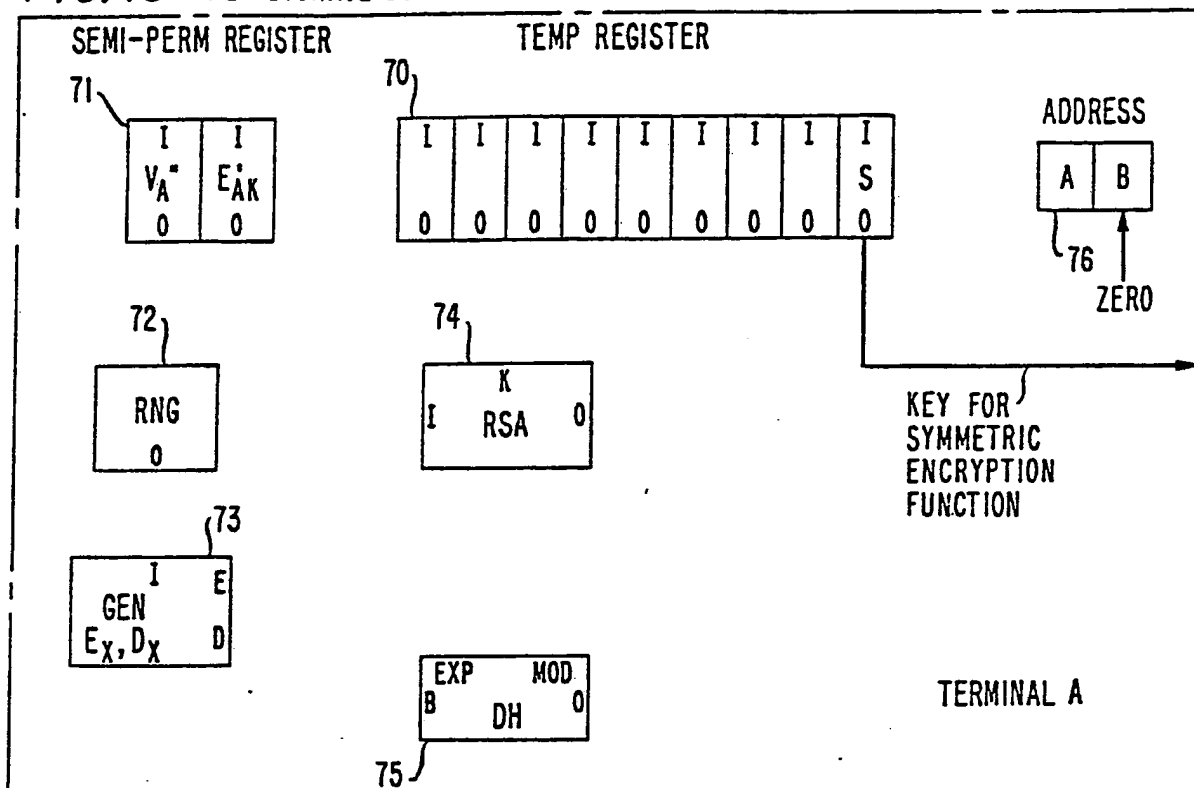 SEMI-PERM REGISTER
TEMP REGISTER
71
70
ADDRESS
I I
V_A" E_AK"
0 0
I I I I I I I I I
S
0 0 0 0 0 0 0 0 0
A B
76
ZERO
72
74
RNG
0
K
I RSA 0
KEY FOR
SYMMETRIC
ENCRYPTION
FUNCTION
73
I E
GEN
E_X, D_X D
EXP MOD
B 0
DH
75
TERMINAL A